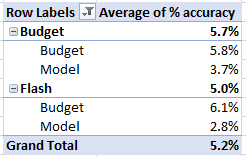 Row Labels Average of % accuracy
Budget 5.7%
Budget 5.8%
Model 3.7%
Flash 5.0%
Budget 6.1%
Model 2.8%
Grand Total 5.2%